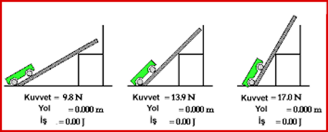 Kuvvet = 9.8 N
Yol = 0.000 m
İş = 0.00 J
Kuvvet = 13.9 N
Yol = 0.000 m
İş = 0.00 J
Kuvvet = 17.0 N
Yol = 0.000 m
İş = 0.00 J